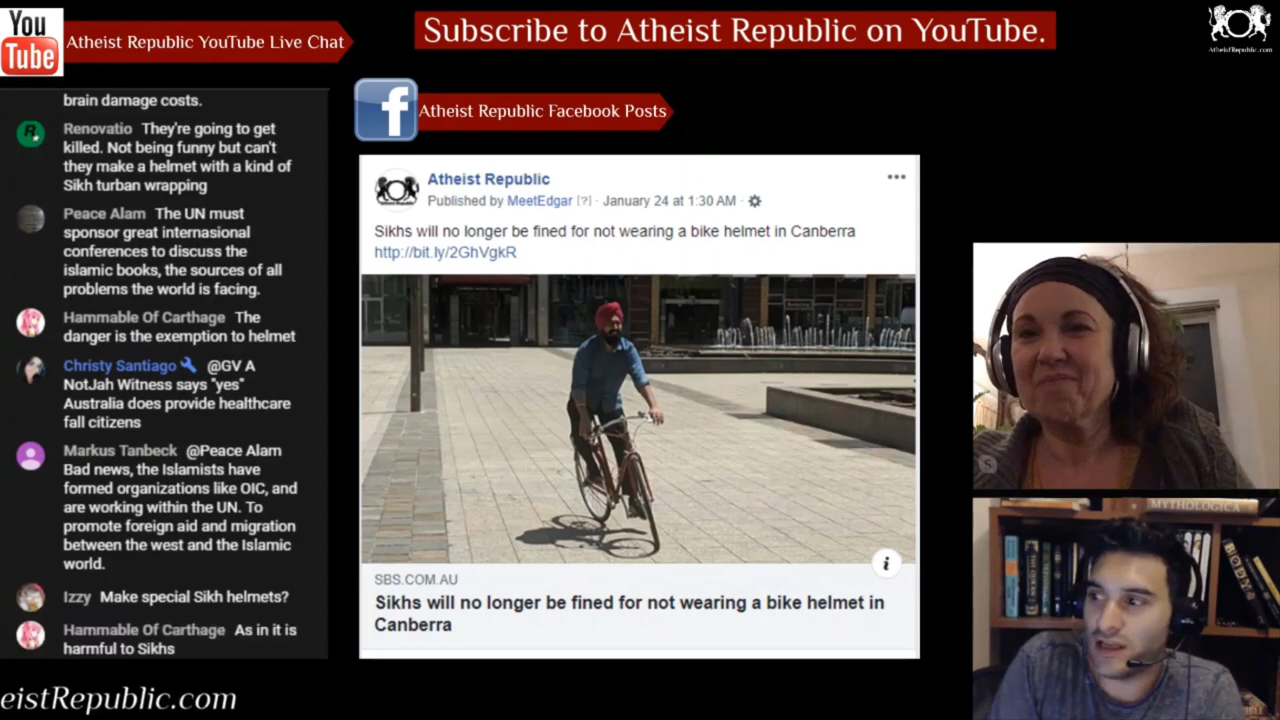 You
Tube
Atheist Republic YouTube Live Chat
Subscribe to Atheist Republic on YouTube.
AtheistRepublic.com
brain damage costs.
Renovatio They're going to get
killed. Not being funny but can't
they make a helmet with a kind of
Sikh turban wrapping
Peace Alam The UN must
sponsor great internasional
conferences to discuss the
islamic books, the sources of all
problems the world is facing.
Hammable Of Carthage The
danger is the exemption to helmet
Christy Santiago @GV A
NotJah Witness says "yes"
Australia does provide healthcare
fall citizens
Markus Tanbeck @Peace Alam
Bad news, the Islamists have
formed organizations like OIC, and
are working within the UN. To
promote foreign aid and migration
between the west and the Islamic
world.
Izzy Make special Sikh helmets?
Hammable Of Carthage As in it is
harmful to Sikhs
f
Atheist Republic Facebook Posts
Atheist Republic
Published by MeetEdgar [?] · January 24 at 1:30 AM ·
Sikhs will no longer be fined for not wearing a bike helmet in Canberra
http://bit.ly/2GhVgkR
i
SBS.COM.AU
Sikhs will no longer be fined for not wearing a bike helmet in
Canberra
MYTHOLOGICA
BODY
eistRepublic.com